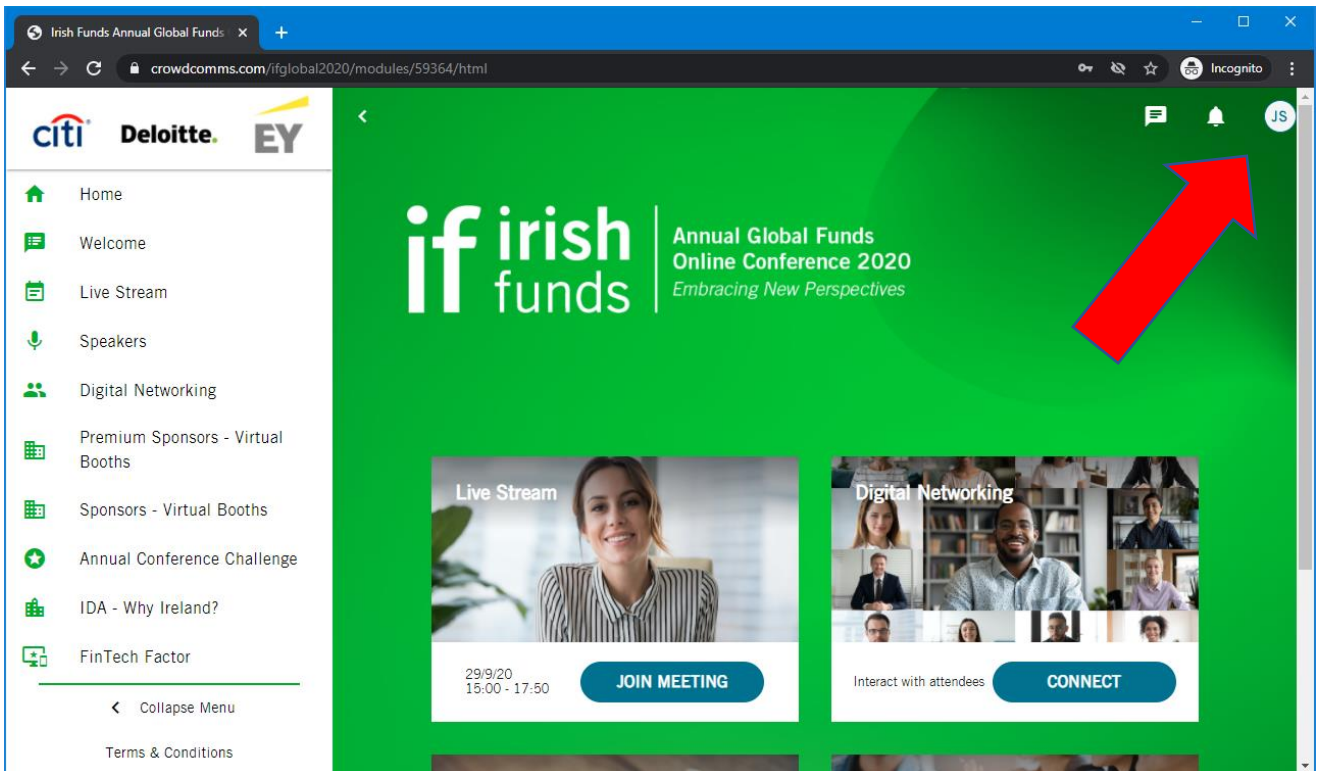 Irish Funds Annual Global Funds
crowdcomms.com/ifglobal2020/modules/59364/html
Incognito
citi
Deloitte.
EY
JS
Home
Welcome
Live Stream
Speakers
Digital Networking
Premium Sponsors - Virtual
Booths
Sponsors - Virtual Booths
Annual Conference Challenge
IDA - Why Ireland?
FinTech Factor
Collapse Menu
Terms & Conditions
if irish
funds
Annual Global Funds
Online Conference 2020
Embracing New Perspectives
Live Stream
29/9/20
15:00 - 17:50
JOIN MEETING
Digital Networking
Interact with attendees
CONNECT